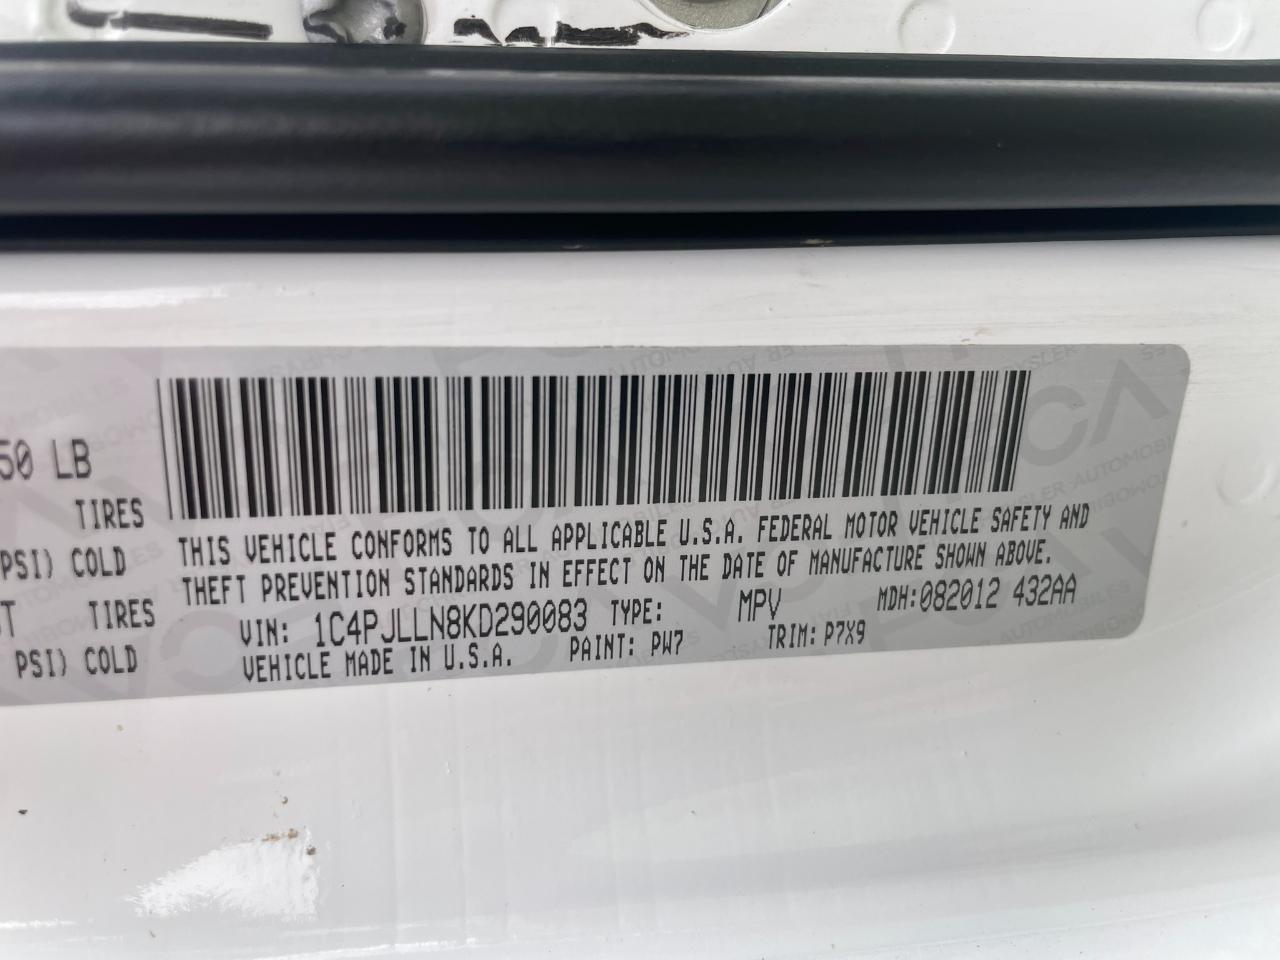 50 LB
TIRES
PSI) COLD
TIRES
PSI) COLD
THIS VEHICLE CONFORMS TO ALL APPLICABLE U.S.A. FEDERAL MOTOR VEHICLE SAFETY AND
THEFT PREVENTION STANDARDS IN EFFECT ON THE DATE OF MANUFACTURE SHOWN ABOVE.
VIN: 1C4PJLLN8KD290083 TYPE: MPV MDH:082012 432AA
VEHICLE MADE IN U.S.A. PAINT: PW7 TRIM: P7X9